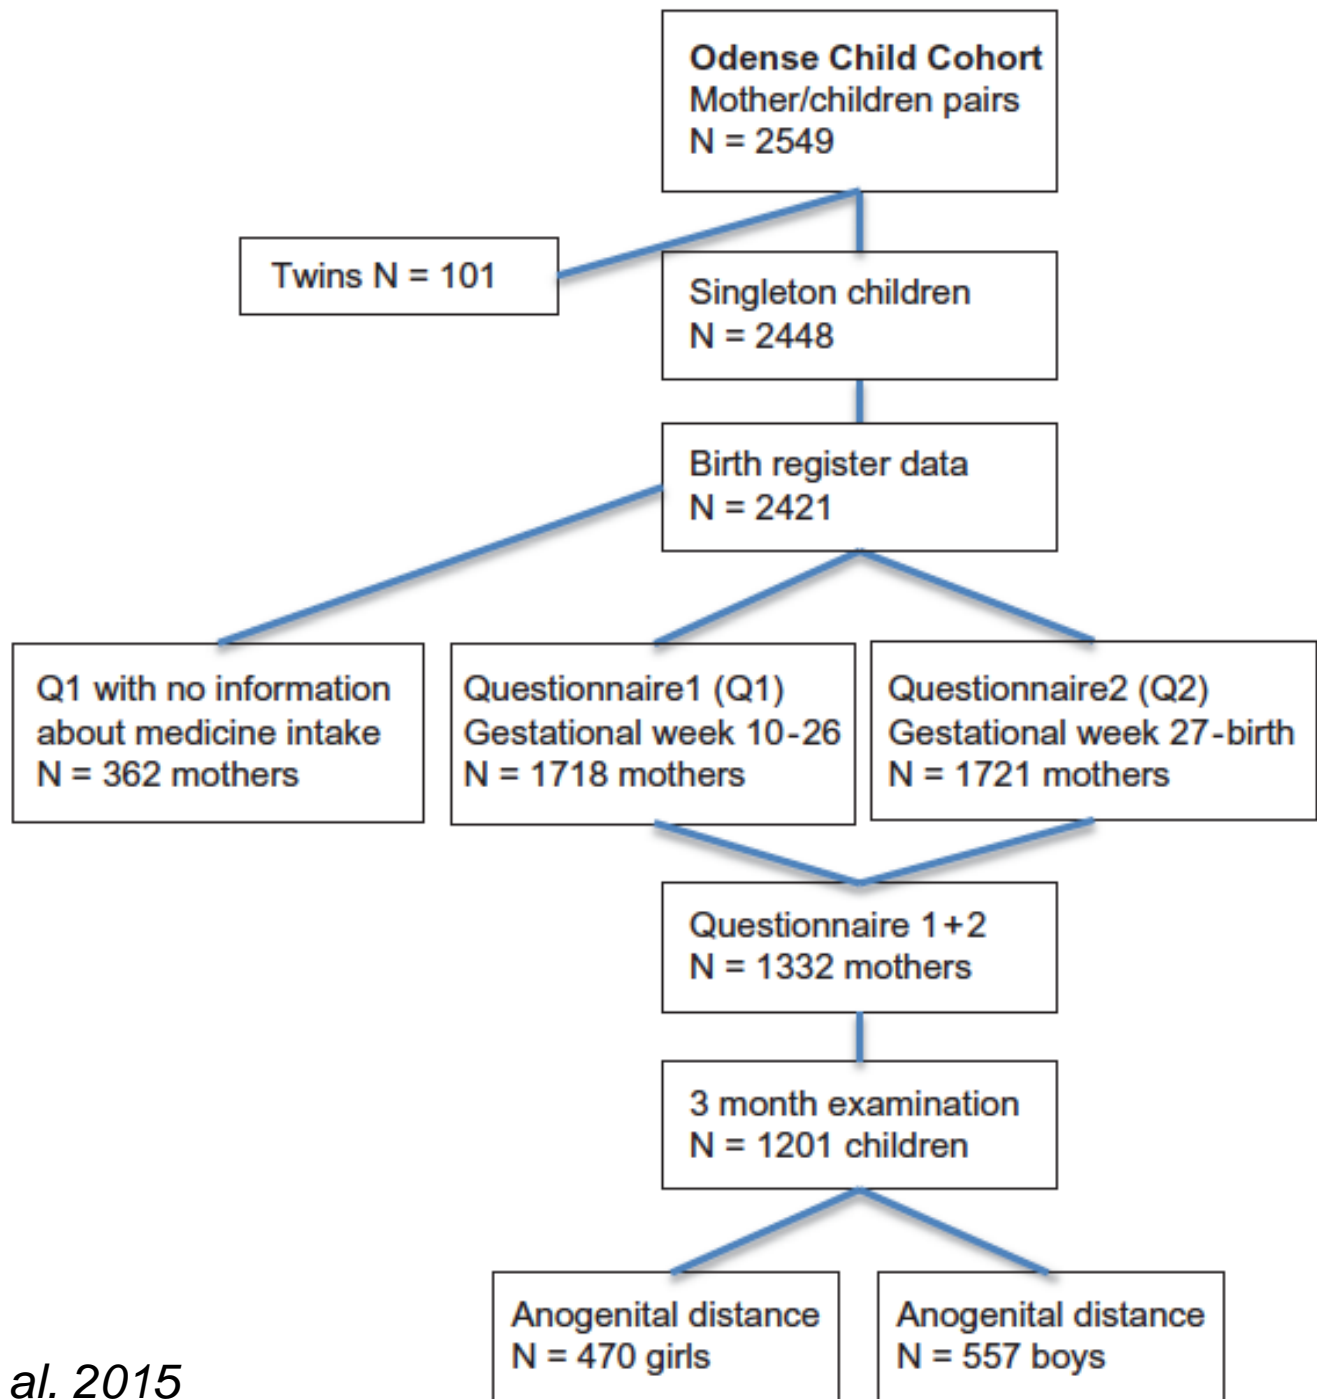 Odense Child Cohort
Mother/children pairs
N = 2549
Twins N = 101
Singleton children
N = 2448
Birth register data
N = 2421
Q1 with no information
about medicine intake
N = 362 mothers
Questionnaire1 (Q1)
Gestational week 10-26
N = 1718 mothers
Questionnaire2 (Q2)
Gestational week 27-birth
N = 1721 mothers
Questionnaire 1+2
N = 1332 mothers
3 month examination
N = 1201 children
Anogenital distance
N = 470 girls
Anogenital distance
N = 557 boys
al. 2015